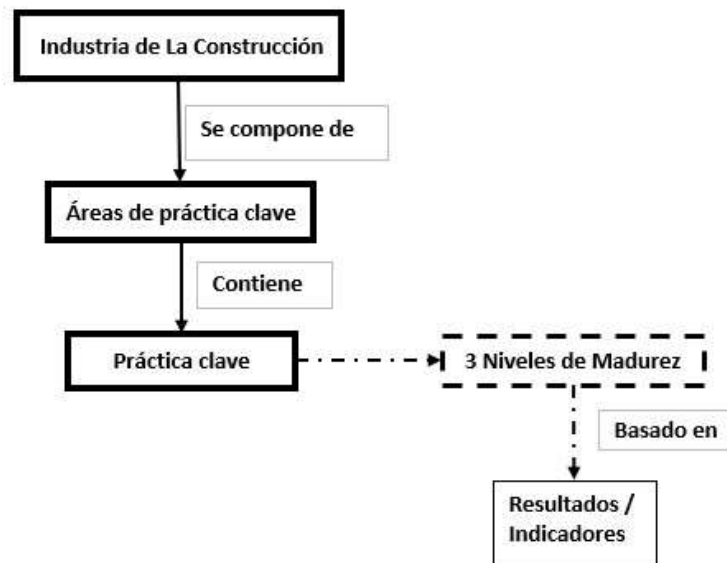 Industria de La Construcción
Se compone de
Áreas de práctica clave
Contiene
Práctica clave
3 Niveles de Madurez
Basado en
Resultados /
Indicadores